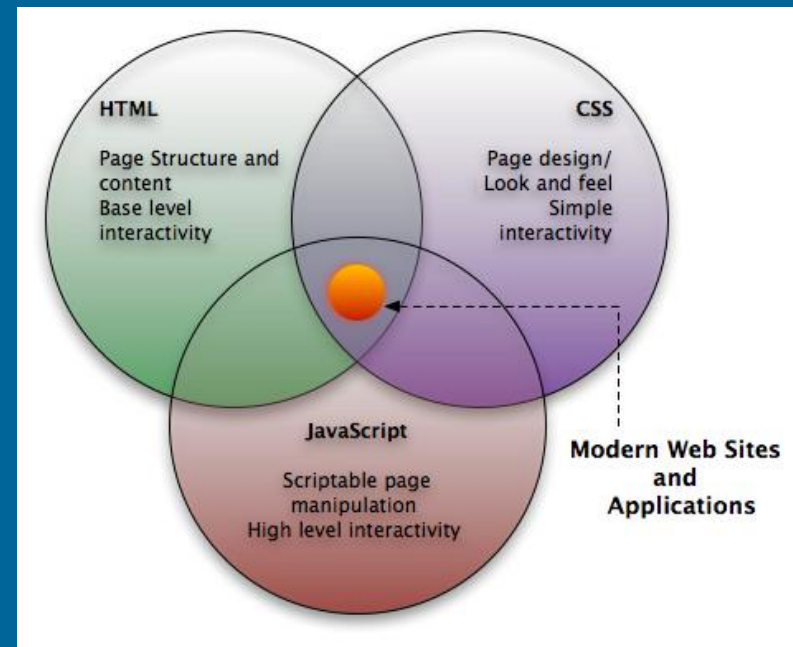 HTML
Page Structure and
content
Base level
interactivity
CSS
Page design/
Look and feel
Simple
interactivity
JavaScript
Scriptable page
manipulation
High level interactivity
Modern Web Sites
and
Applications